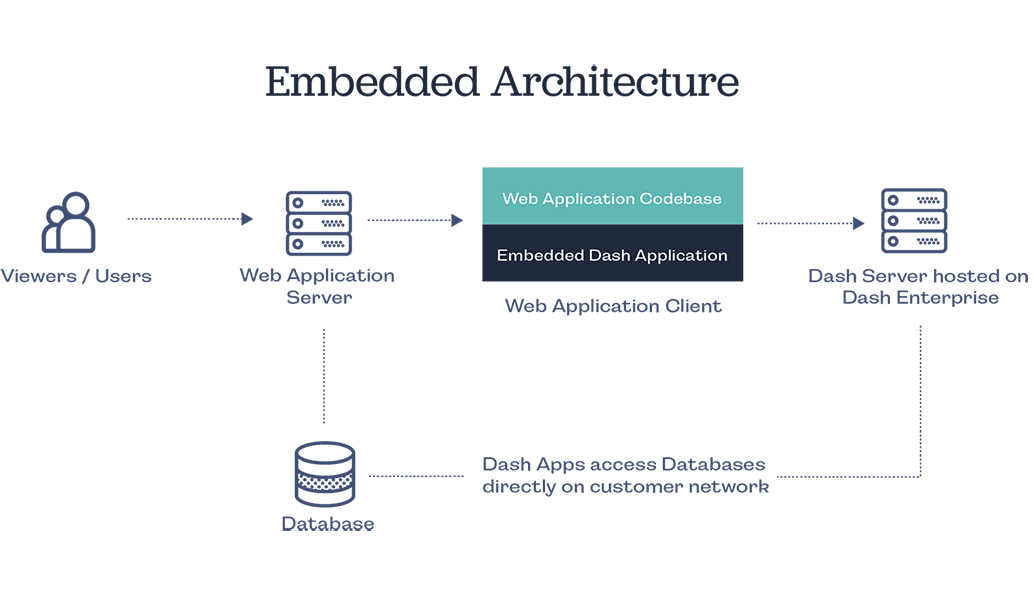 Embedded Architecture
Web Application Codebase
Embedded Dash Application
Viewers / Users
Web Application
Server
Web Application Client
Dash Server hosted on
Dash Enterprise
Dash Apps access Databases
directly on customer network
Database